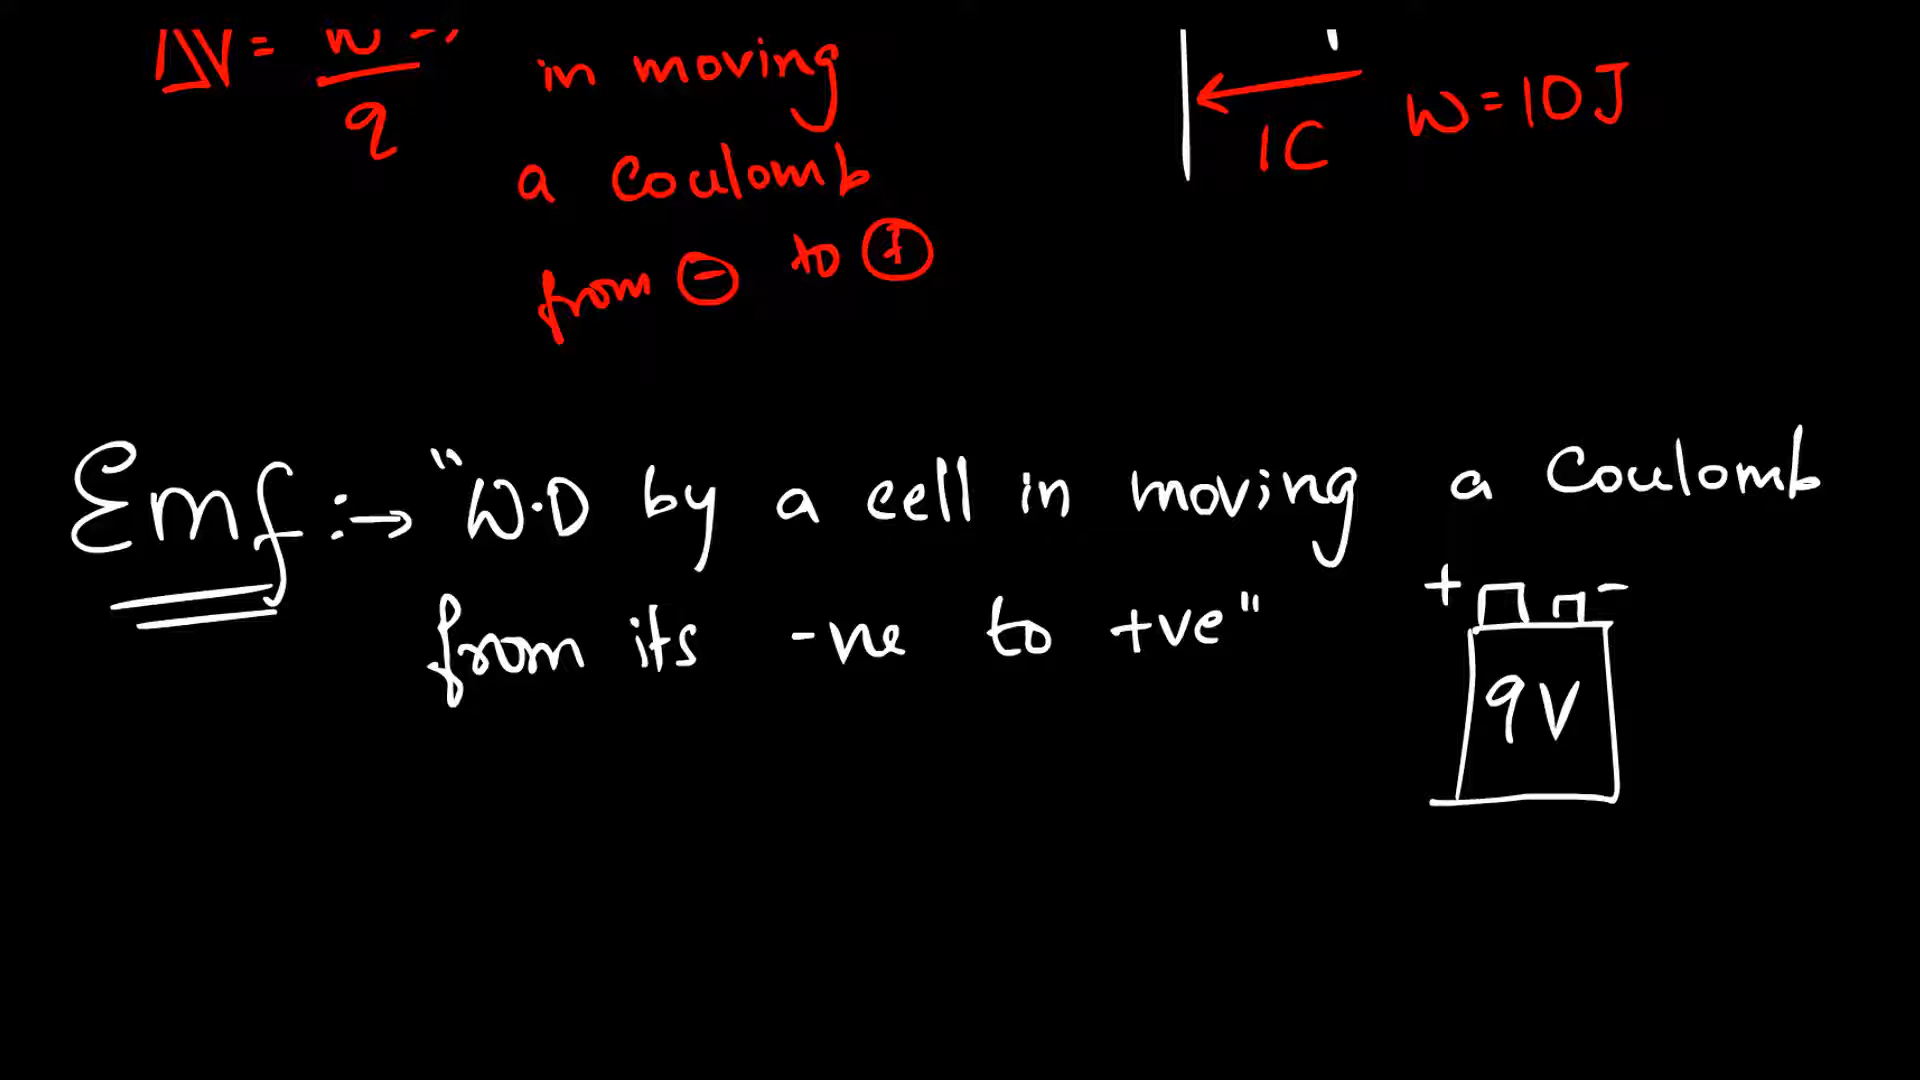 ΔV = W/q
in moving
a Coulomb
from ⊖ to ⊕
1C W = 10J
Emf :→ "W.D by a cell in moving a Coulomb
from its -ve to +ve"
+ -
9V